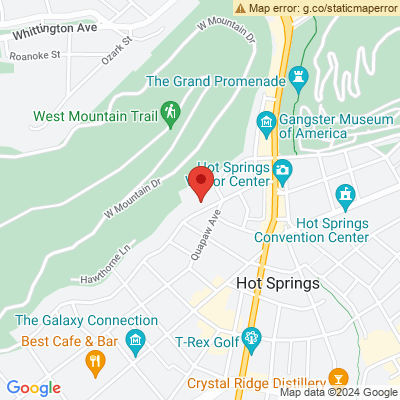 Map error: g.co/staticmaperror
Whittington Ave
Roanoke St
Ozark St
W Mountain Dr
The Grand Promenade
West Mountain Trail
Gangster Museum
of America
Hot Springs
Center
W Mountain Dr
Hot Springs
Convention Center
Quapaw Ave
Hawthorne Ln
Hot Springs
The Galaxy Connection
Best Cafe & Bar
T-Rex Golf
Crystal Ridge Distillery
Google
Map data ©2024 Google